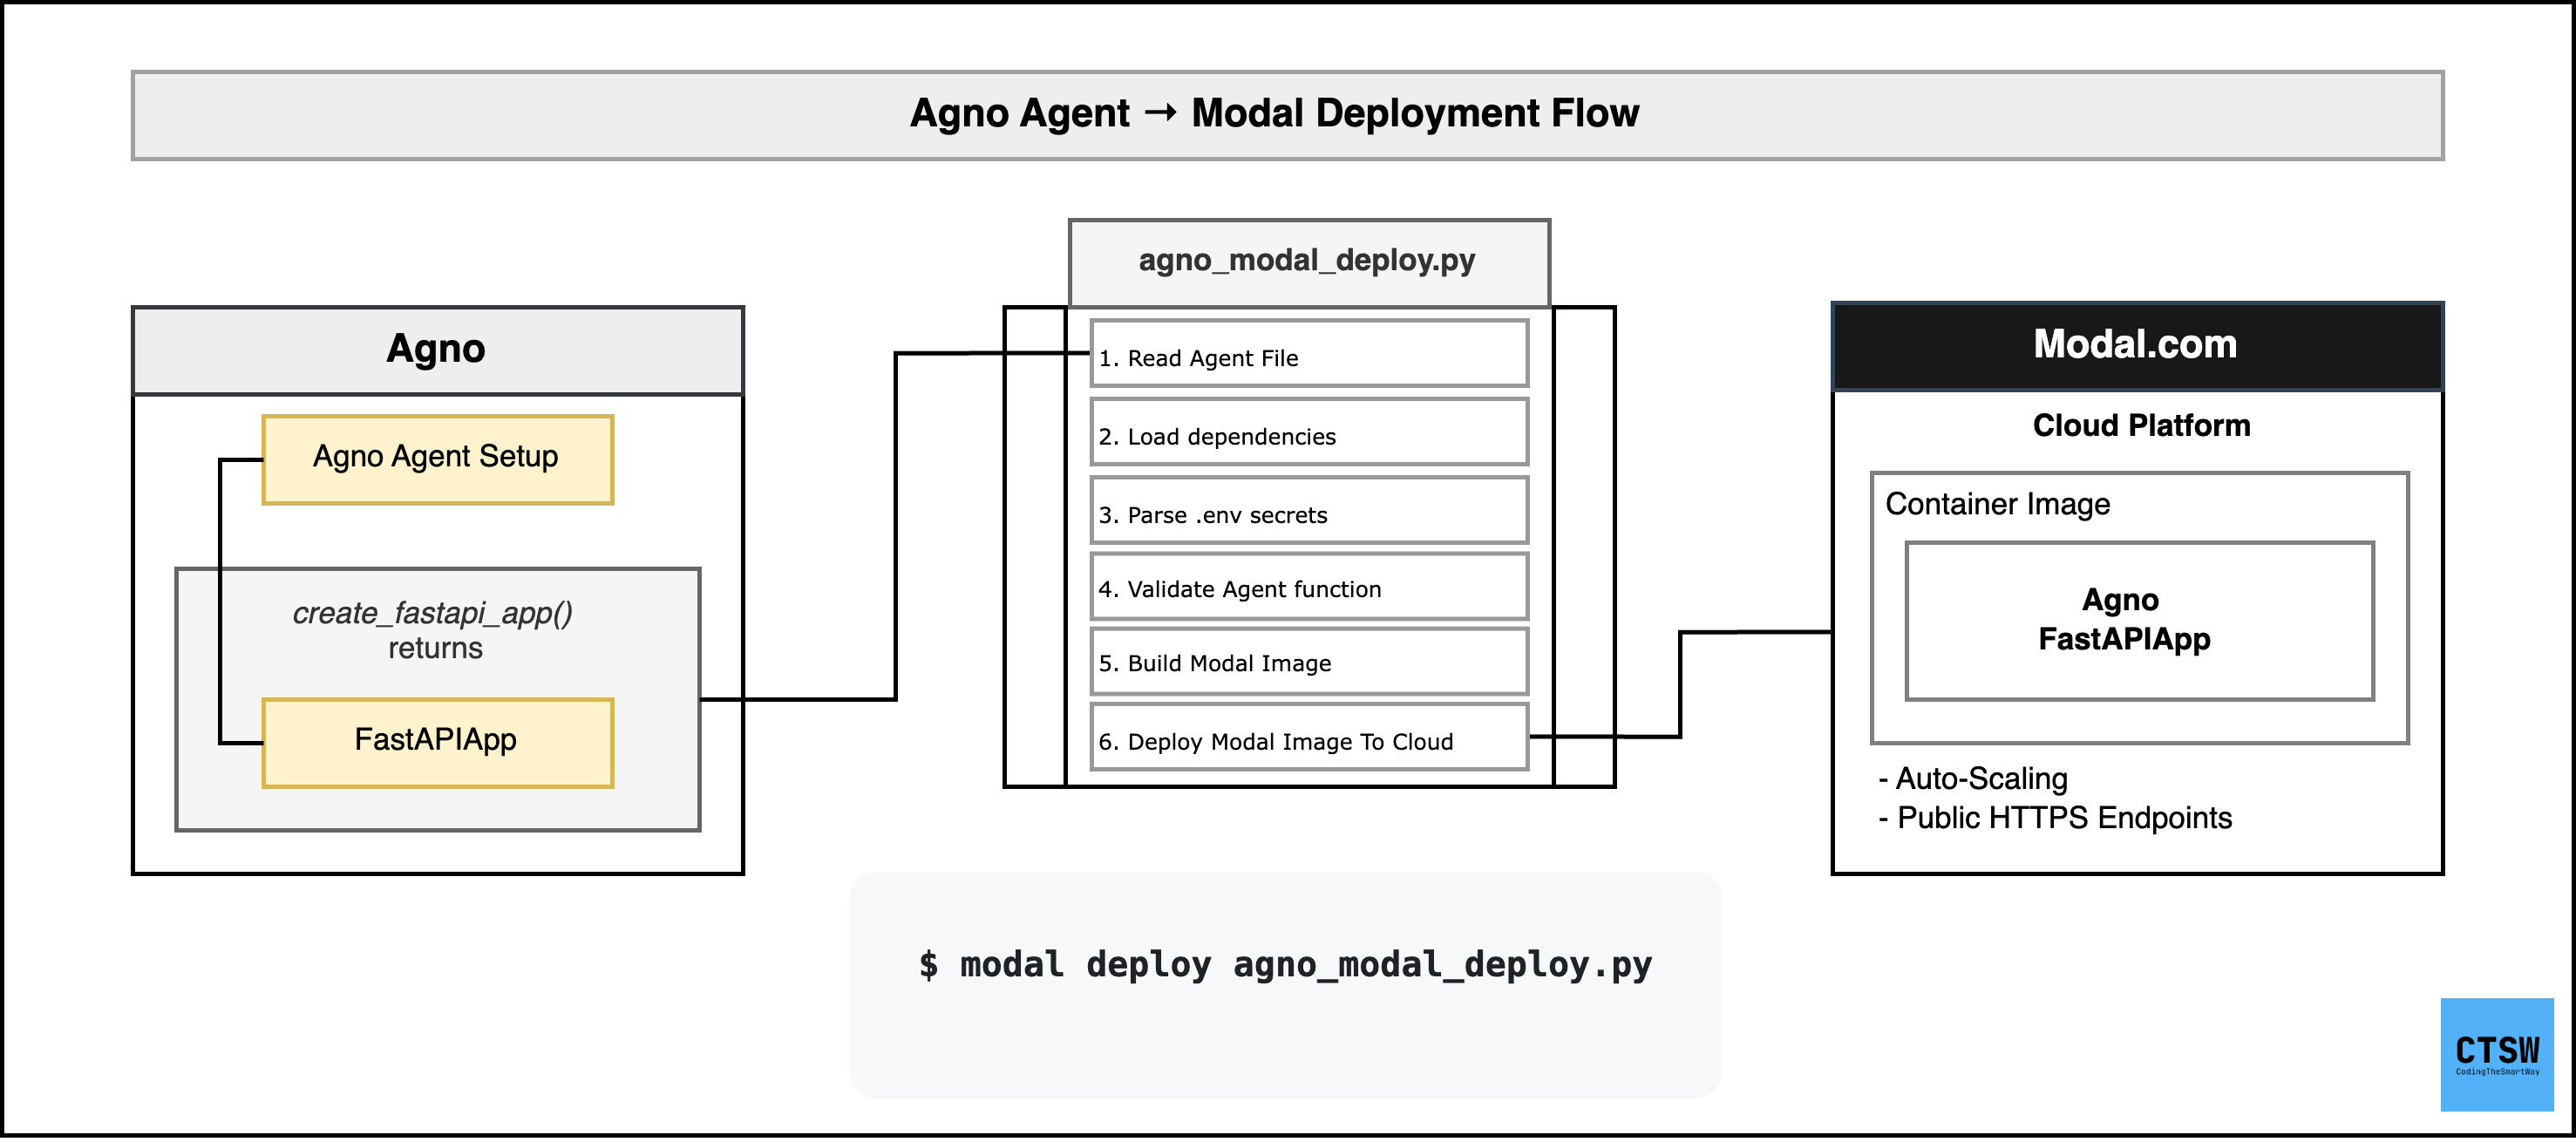 Agno Agent → Modal Deployment Flow
Agno
Agno Agent Setup
create_fastapi_app()
returns
FastAPIApp
agno_modal_deploy.py
1. Read Agent File
2. Load dependencies
3. Parse .env secrets
4. Validate Agent function
5. Build Modal Image
6. Deploy Modal Image To Cloud
Modal.com
Cloud Platform
Container Image
Agno
FastAPIApp
- Auto-Scaling
- Public HTTPS Endpoints
$ modal deploy agno_modal_deploy.py
CTSW
CodingTheSmartWay